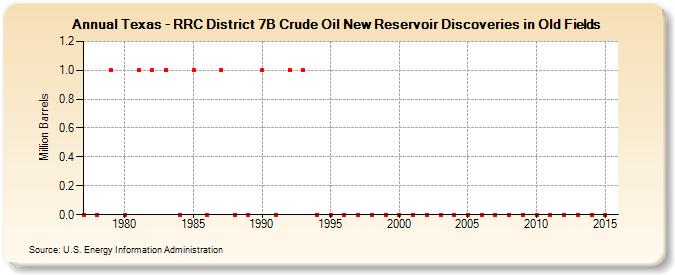 Annual Texas - RRC District 7B Crude Oil New Reservoir Discoveries in Old Fields
Million Barrels
1.2
1.0
0.8
0.6
0.4
0.2
0.0
1980 1985 1990 1995 2000 2005 2010 2015
Source: U.S. Energy Information Administration